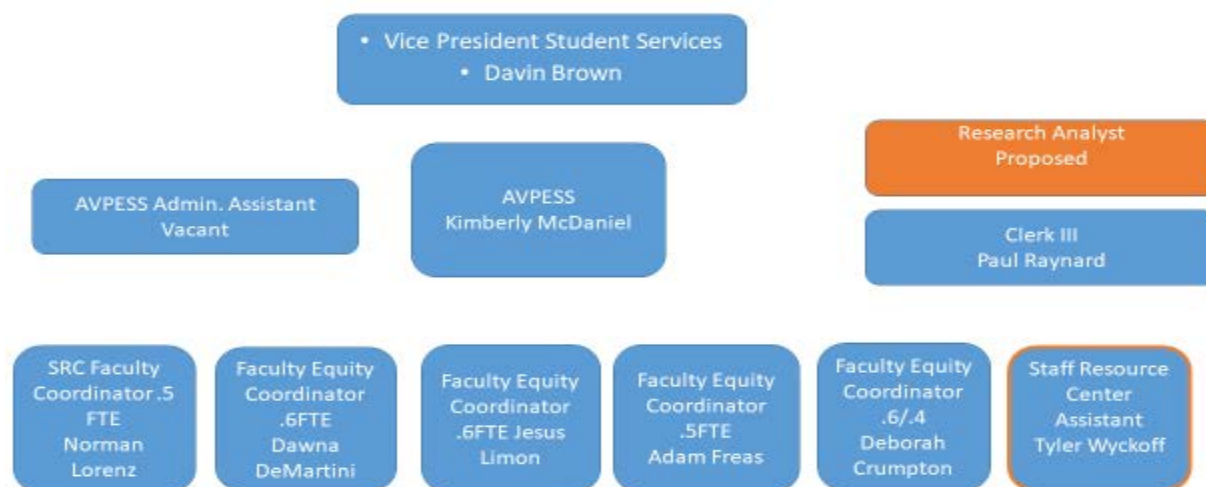 • Vice President Student Services
• Davin Brown
Research Analyst
Proposed
AVPESS Admin. Assistant
Vacant
AVPESS
Kimberly McDaniel
Clerk III
Paul Raynard
SRC Faculty
Coordinator .5
FTE
Norman
Lorenz
Faculty Equity
Coordinator
.6FTE
Dawna
DeMartini
Faculty Equity
Coordinator
.6FTE Jesus
Limon
Faculty Equity
Coordinator
.5FTE
Adam Freas
Faculty Equity
Coordinator
.6/.4
Deborah
Crumpton
Staff Resource
Center
Assistant
Tyler Wyckoff